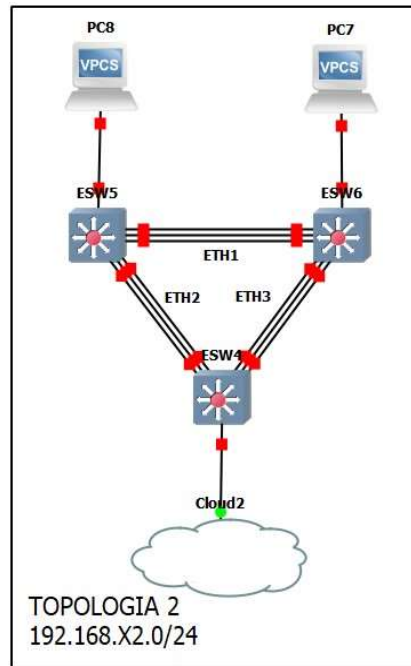 PC8
PC7
VPCS
VPCS
ESW5
ESW6
ETH1
ETH2
ETH3
ESW4
Cloud2
TOPOLOGIA 2
192.168.X2.0/24